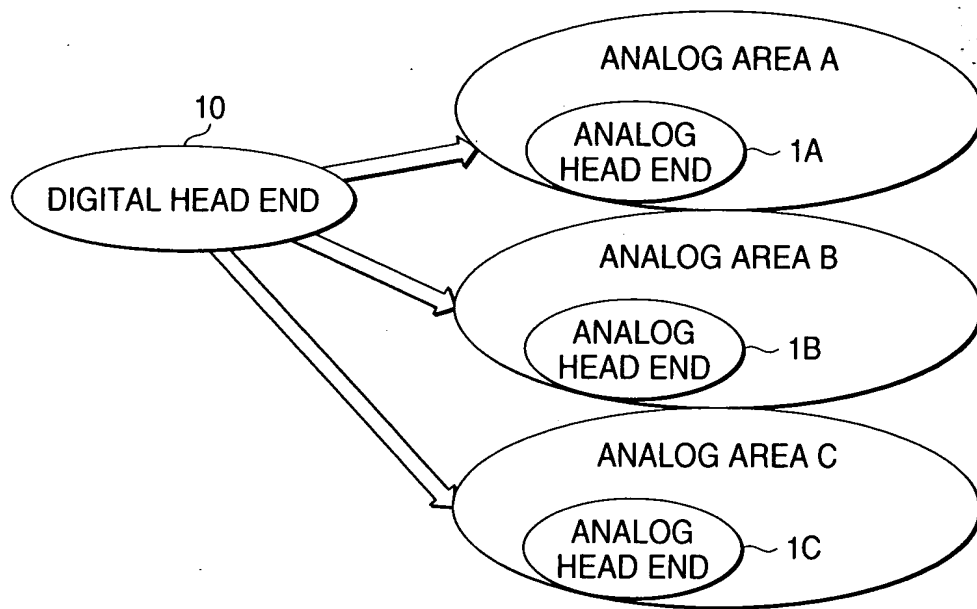 10
DIGITAL HEAD END
ANALOG AREA A
ANALOG
HEAD END
1A
ANALOG AREA B
ANALOG
HEAD END
1B
ANALOG AREA C
ANALOG
HEAD END
1C